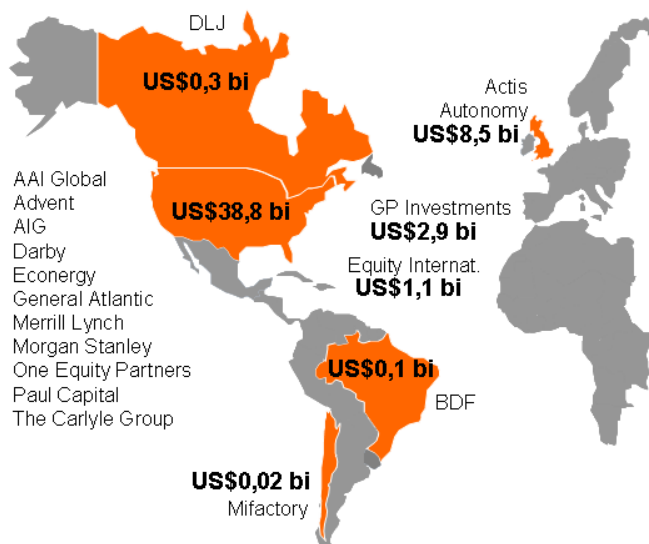 DLJ
US$0,3 bi
Actis
Autonomy
US$8,5 bi
AAI Global
Advent
AIG
Darby
Econergy
General Atlantic
Merrill Lynch
Morgan Stanley
One Equity Partners
Paul Capital
The Carlyle Group
US$38,8 bi
GP Investments
US$2,9 bi
Equity Internat.
US$1,1 bi
US$0,1 bi
BDF
US$0,02 bi
Mifactory